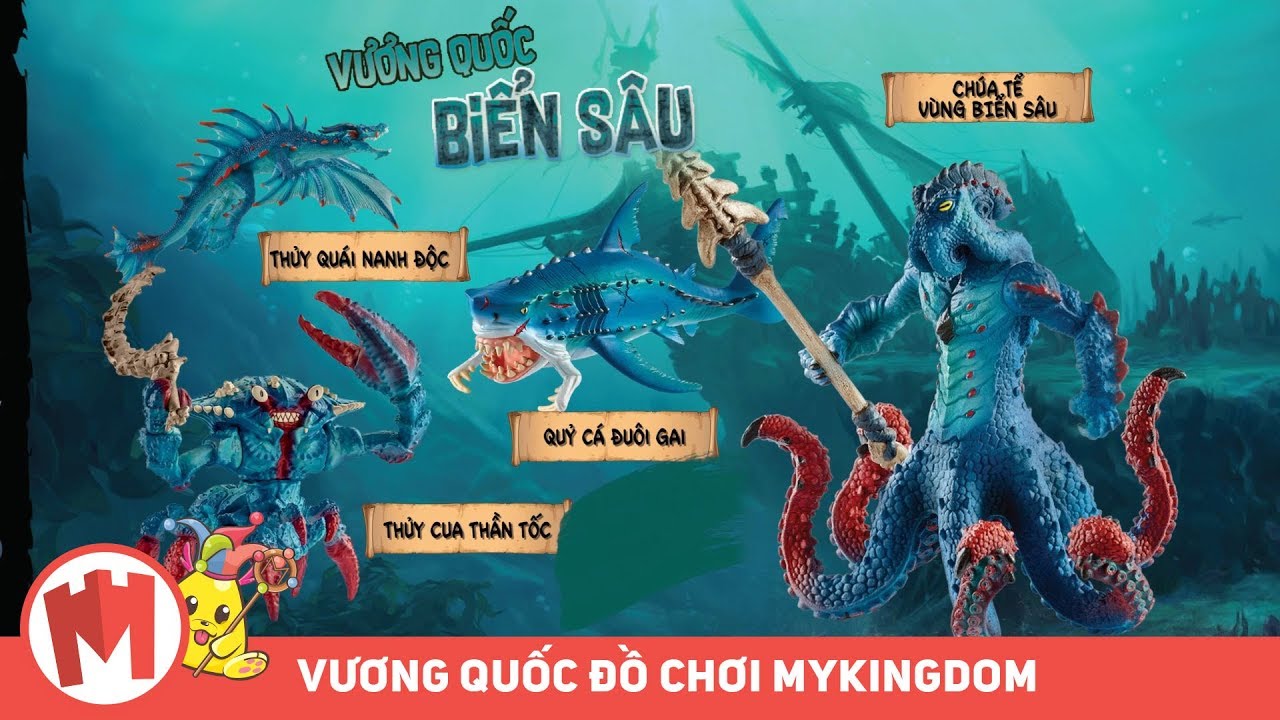 VƯƠNG QUỐC
BIỂN SÂU
CHÚA TỂ
VÙNG BIỂN SÂU
THỦY QUÁI NANH ĐỘC
QUỶ CÁ ĐUÔI GAI
THỦY CUA THẦN TỐC
M
VƯƠNG QUỐC ĐỒ CHƠI MYKINGDOM